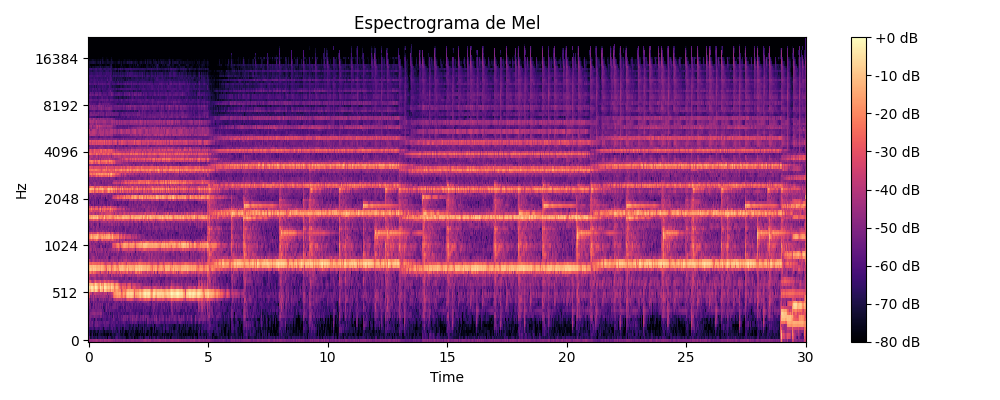 Espectrograma de Mel
Hz
16384
8192
4096
2048
1024
512
0
0 5 10 15 20 25 30
Time
+0 dB
-10 dB
-20 dB
-30 dB
-40 dB
-50 dB
-60 dB
-70 dB
-80 dB